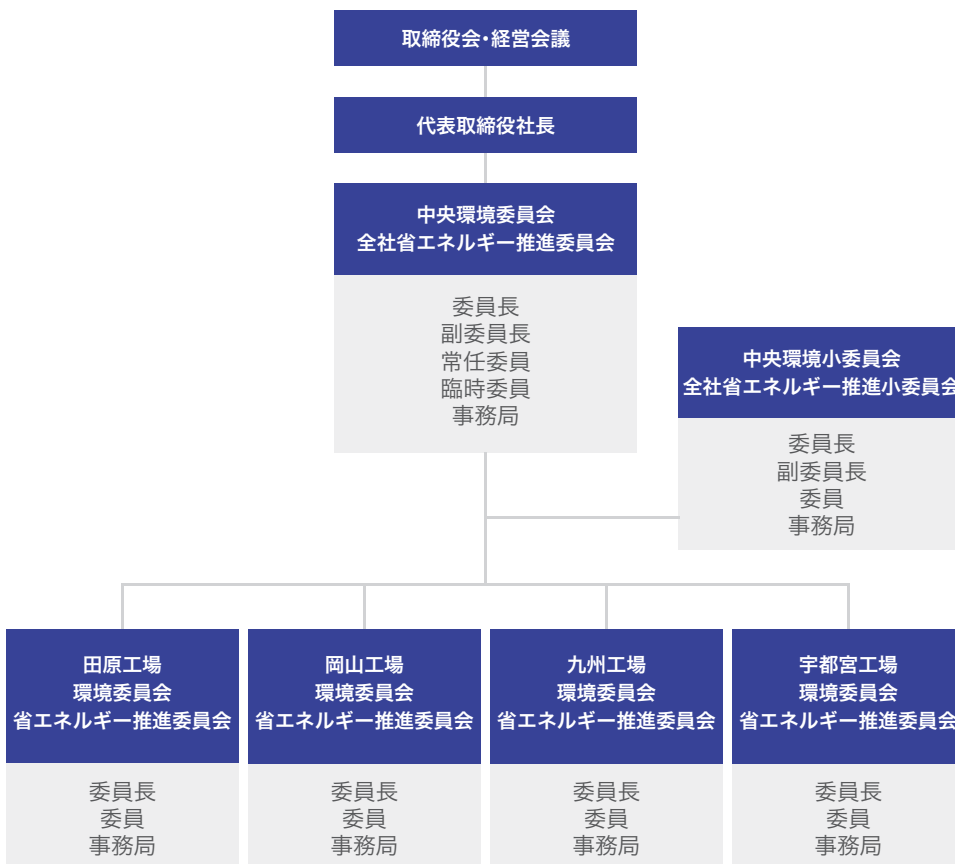 取締役会・経営会議
代表取締役社長
中央環境委員会
全社省エネルギー推進委員会
委員長
副委員長
常任委員
臨時委員
事務局
中央環境小委員会
全社省エネルギー推進小委員会
委員長
副委員長
委員
事務局
田原工場
環境委員会
省エネルギー推進委員会
委員長
委員
事務局
岡山工場
環境委員会
省エネルギー推進委員会
委員長
委員
事務局
九州工場
環境委員会
省エネルギー推進委員会
委員長
委員
事務局
宇都宮工場
環境委員会
省エネルギー推進委員会
委員長
委員
事務局